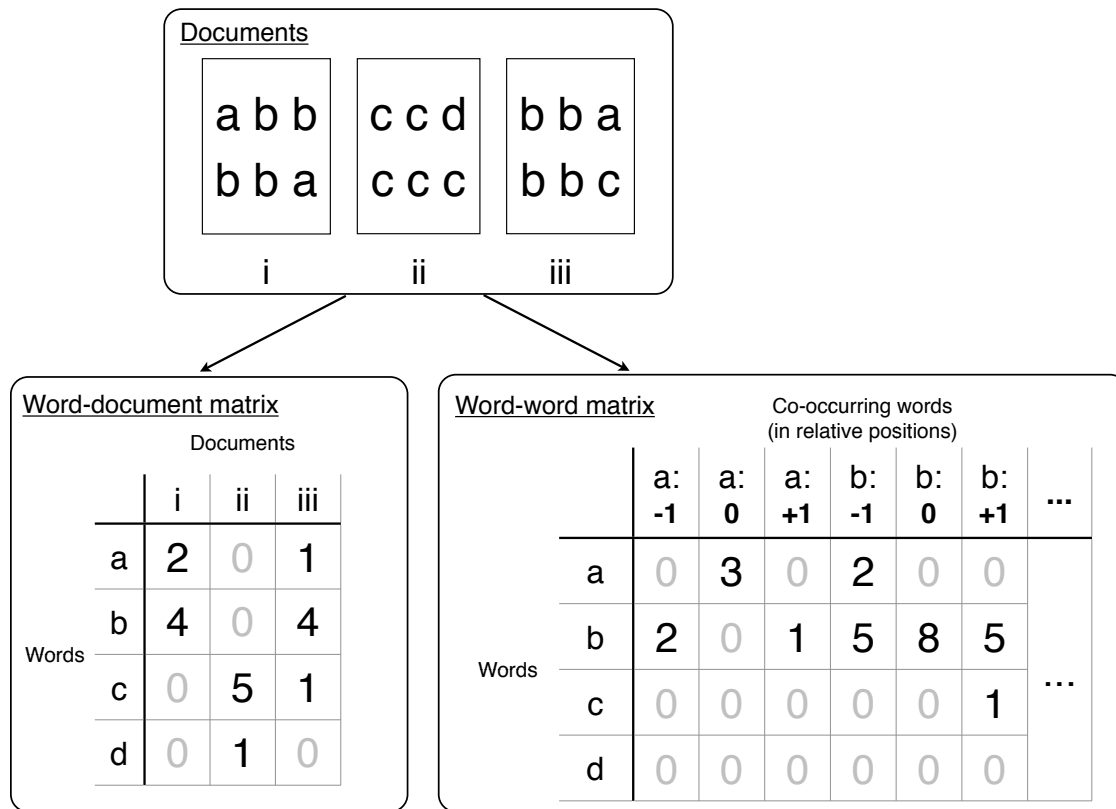 Documents
a b b
b b a
i
c c d
c c c
ii
b b a
b b c
iii
Word-document matrix
Documents
i ii iii
a 2 0 1
b 4 0 4
Words
c 0 5 1
d 0 1 0
Word-word matrix
Co-occurring words
(in relative positions)
a: a: a: b: b: b: ...
-1 0 +1 -1 0 +1
a 0 3 0 2 0 0
b 2 0 1 5 8 5
Words
...
c 0 0 0 0 0 1
d 0 0 0 0 0 0